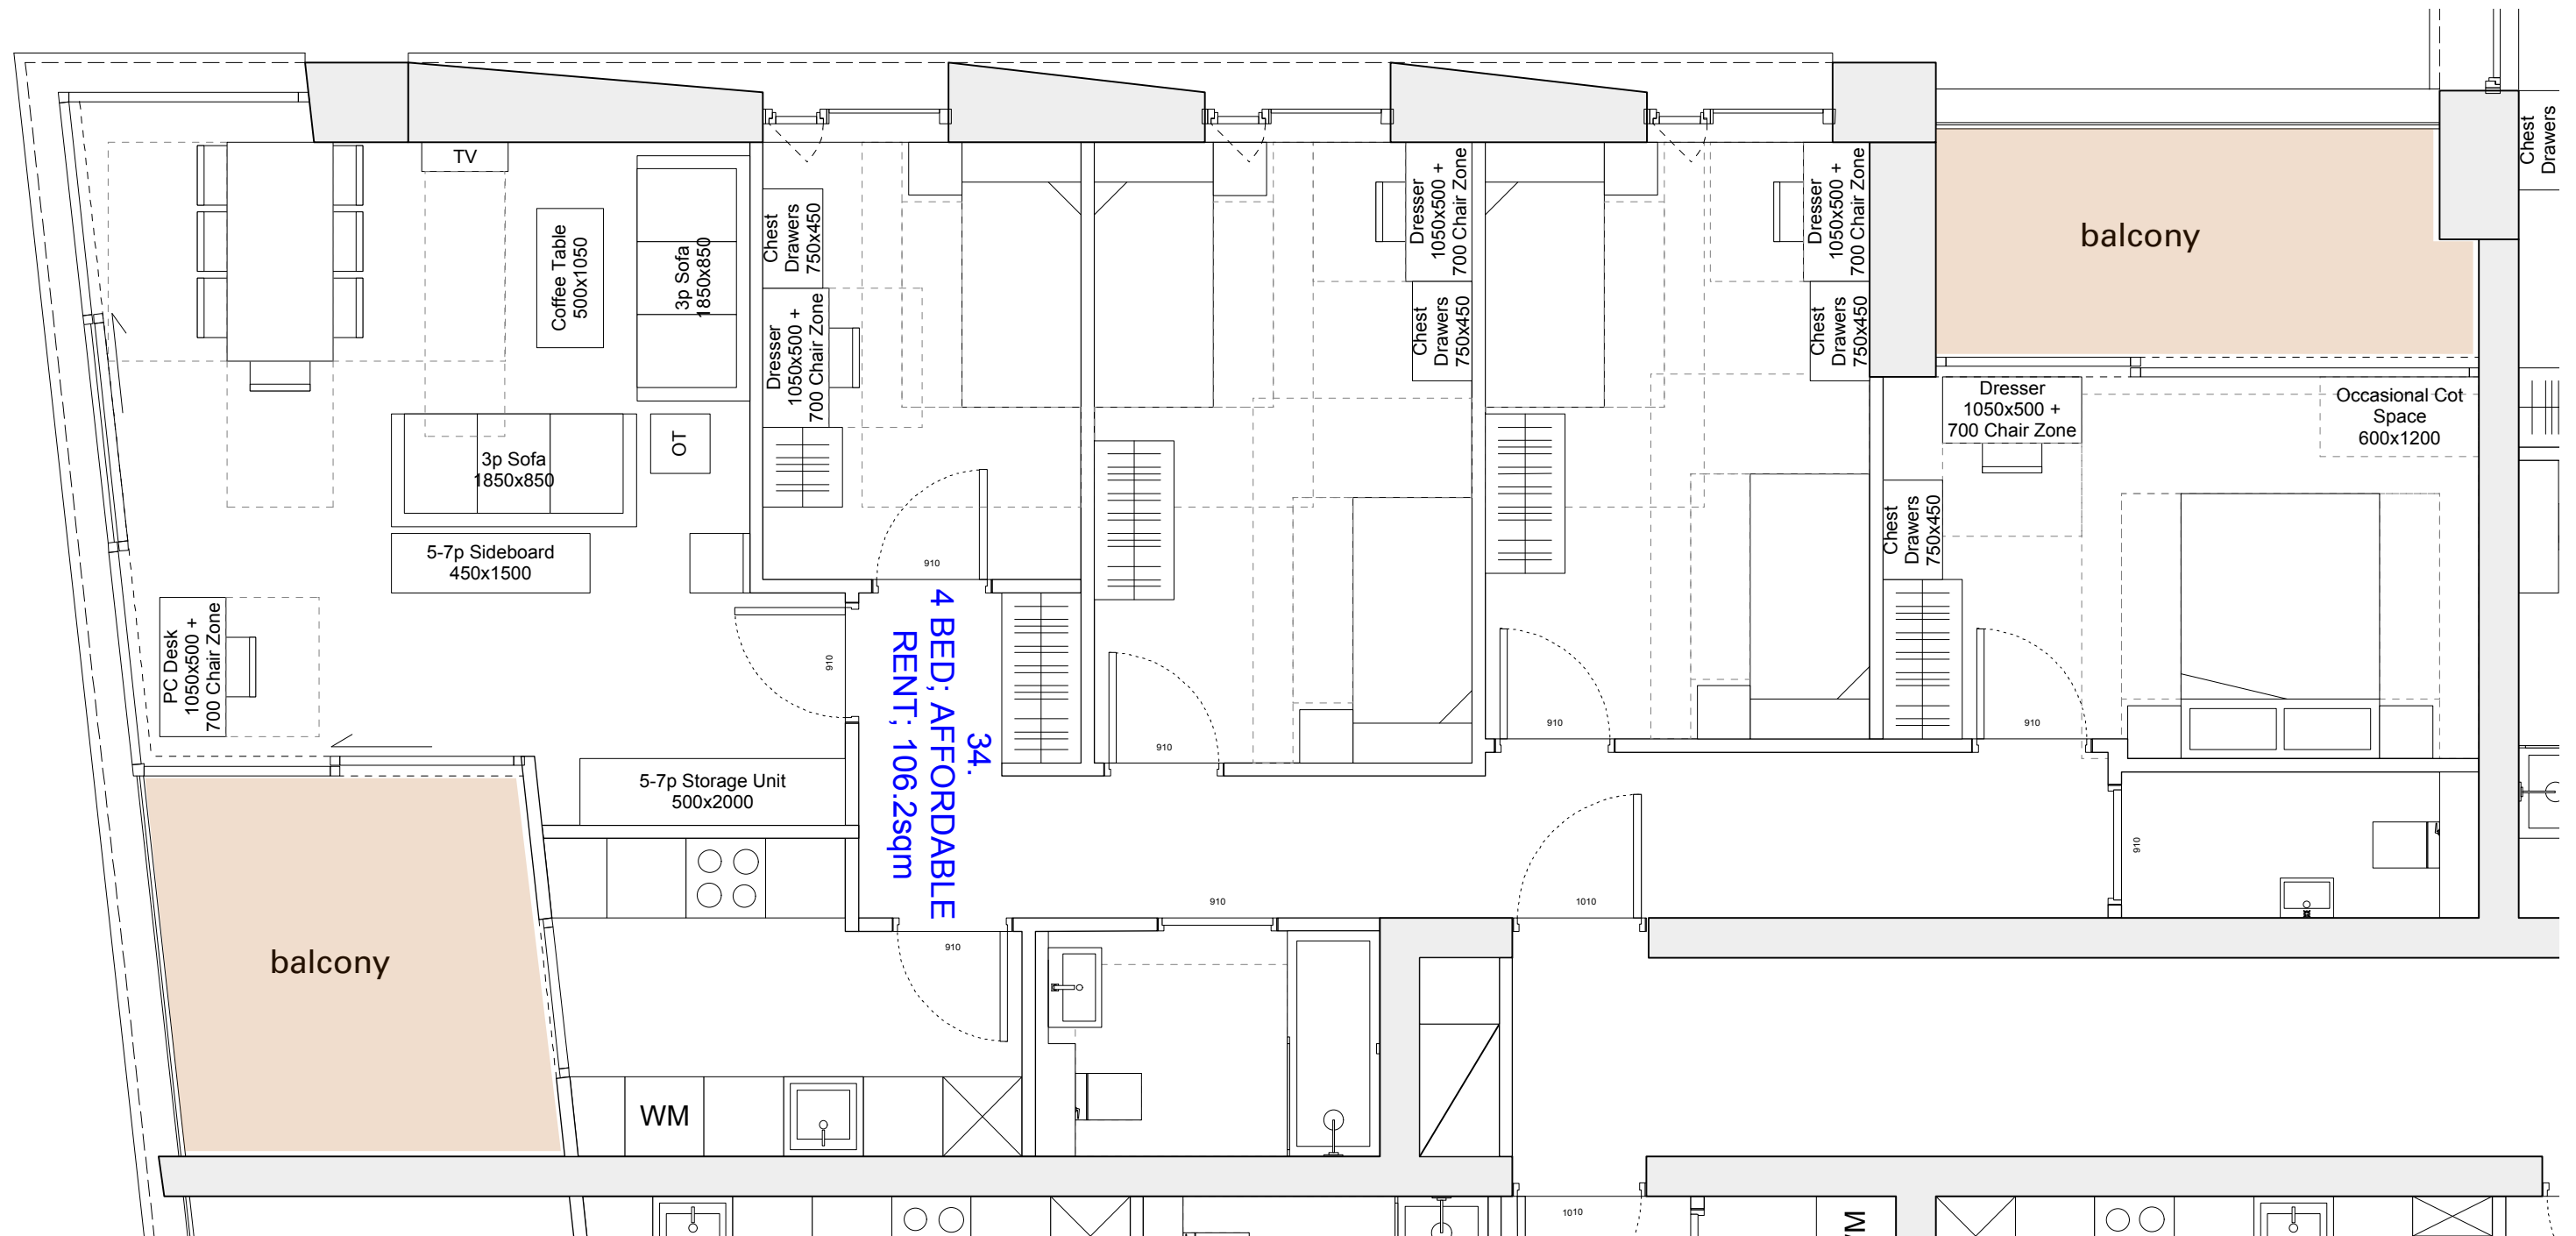 TV
Coffee Table
500x1050
3p Sofa
1850x850
3p Sofa
1850x850
OT
5-7p Sideboard
450x1500
PC Desk
1050x500 +
700 Chair Zone
5-7p Storage Unit
500x2000
Chest
Drawers
750x450
Dresser
1050x500 +
700 Chair Zone
Dresser
1050x500 +
700 Chair Zone
Chest
Drawers
750x450
Dresser
1050x500 +
700 Chair Zone
Chest
Drawers
750x450
balcony
Chest
Drawers
Dresser
1050x500 +
700 Chair Zone
Occasional Cot
Space
600x1200
Chest
Drawers
750x450
910
910
910
910
910
910
34.
4 BED; AFFORDABLE
RENT; 106.2sqm
910
910
1010
balcony
WM
1010